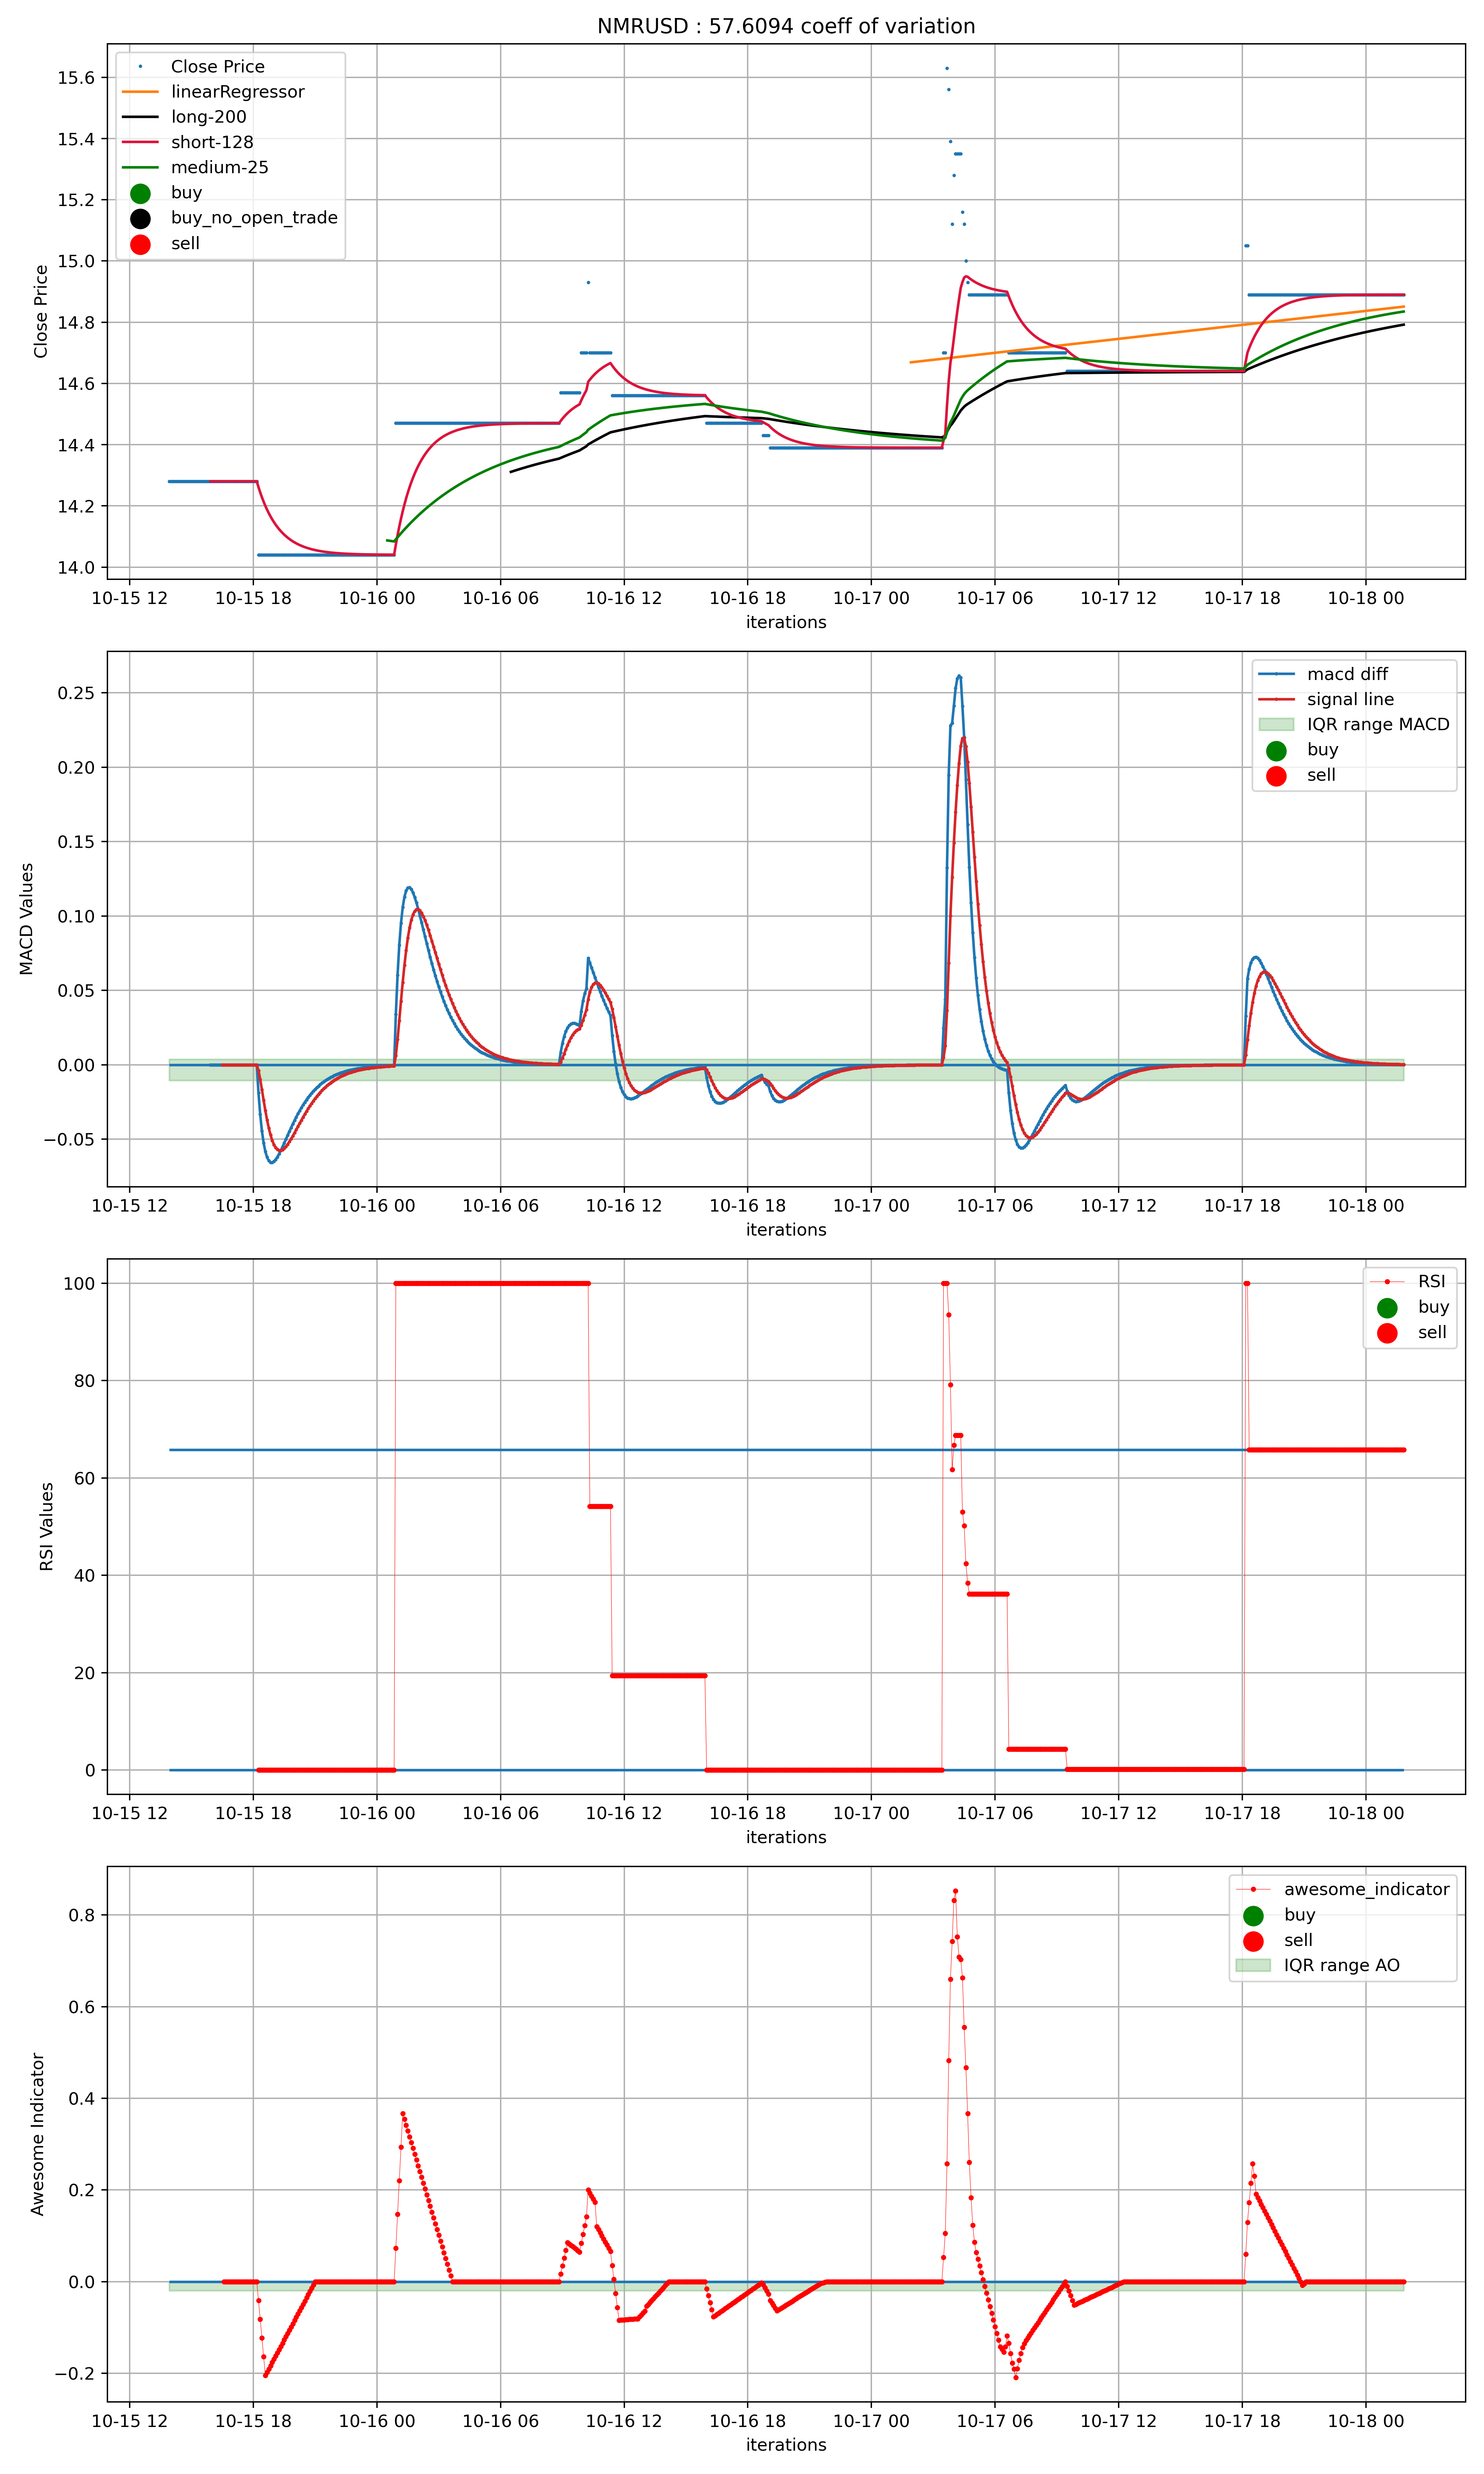 NMRUSD : 57.6094 coeff of variation
Close Price
15.6
15.4
15.2
15.0
14.8
14.6
14.4
14.2
14.0
Close Price
linearRegressor
long-200
short-128
medium-25
buy
buy_no_open_trade
sell
10-15 12 10-15 18 10-16 00 10-16 06 10-16 12 10-16 18 10-17 00 10-17 06 10-17 12 10-17 18 10-18 00
iterations
MACD Values
0.25
0.20
0.15
0.10
0.05
0.00
−0.05
macd diff
signal line
IQR range MACD
buy
sell
10-15 12 10-15 18 10-16 00 10-16 06 10-16 12 10-16 18 10-17 00 10-17 06 10-17 12 10-17 18 10-18 00
iterations
RSI Values
100
80
60
40
20
0
RSI
buy
sell
10-15 12 10-15 18 10-16 00 10-16 06 10-16 12 10-16 18 10-17 00 10-17 06 10-17 12 10-17 18 10-18 00
iterations
Awesome Indicator
0.8
0.6
0.4
0.2
0.0
−0.2
awesome_indicator
buy
sell
IQR range AO
10-15 12 10-15 18 10-16 00 10-16 06 10-16 12 10-16 18 10-17 00 10-17 06 10-17 12 10-17 18 10-18 00
iterations